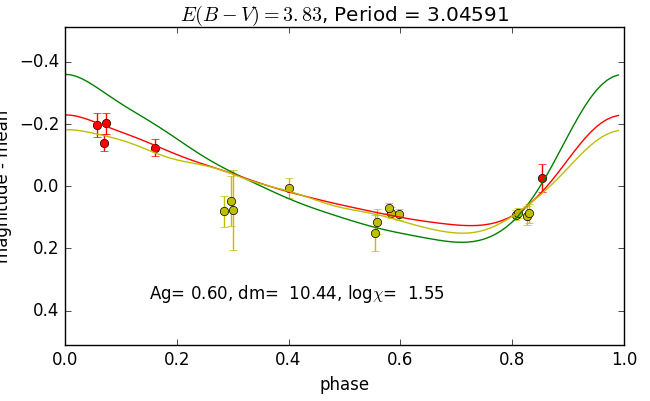 E(B − V) = 3.83, Period = 3.04591
magnitude - mean
−0.4
−0.2
0.0
0.2
0.4
Ag= 0.60, dm= 10.44, logχ= 1.55
0.0 0.2 0.4 0.6 0.8 1.0
phase